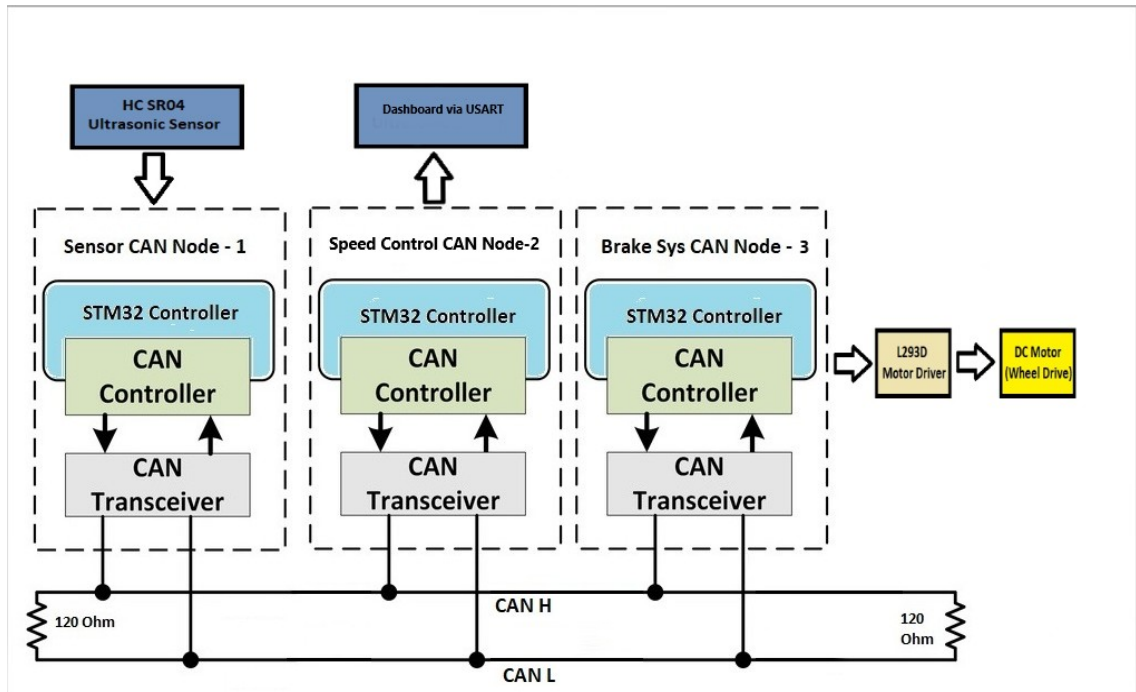 HC SR04
Ultrasonic Sensor
Dashboard via USART
Sensor CAN Node - 1
Speed Control CAN Node-2
Brake Sys CAN Node - 3
STM32 Controller
CAN
Controller
CAN
Transceiver
STM32 Controller
CAN
Controller
CAN
Transceiver
STM32 Controller
CAN
Controller
CAN
Transceiver
L293D
Motor Driver
DC Motor
(Wheel Drive)
120 Ohm
CAN H
120
Ohm
CAN L